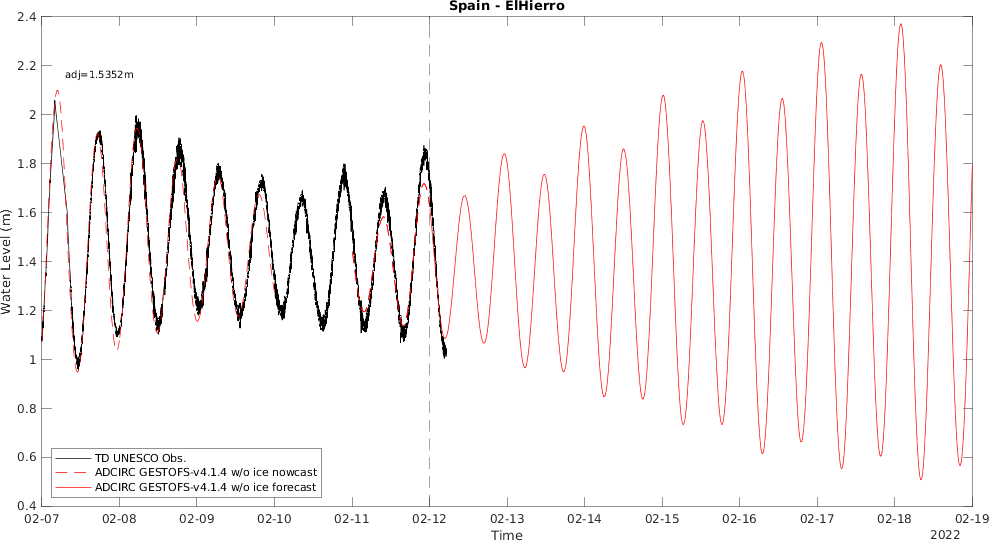 Spain - ElHierro
2.4
2.2
2
1.8
1.6
1.4
1.2
1
0.8
0.6
0.4
Water Level (m)
adj=1.5352m
TD UNESCO Obs.
ADCIRC GESTOFS-v4.1.4 w/o ice nowcast
ADCIRC GESTOFS-v4.1.4 w/o ice forecast
02-07 02-08 02-09 02-10 02-11 02-12 02-13 02-14 02-15 02-16 02-17 02-18 02-19
Time
2022